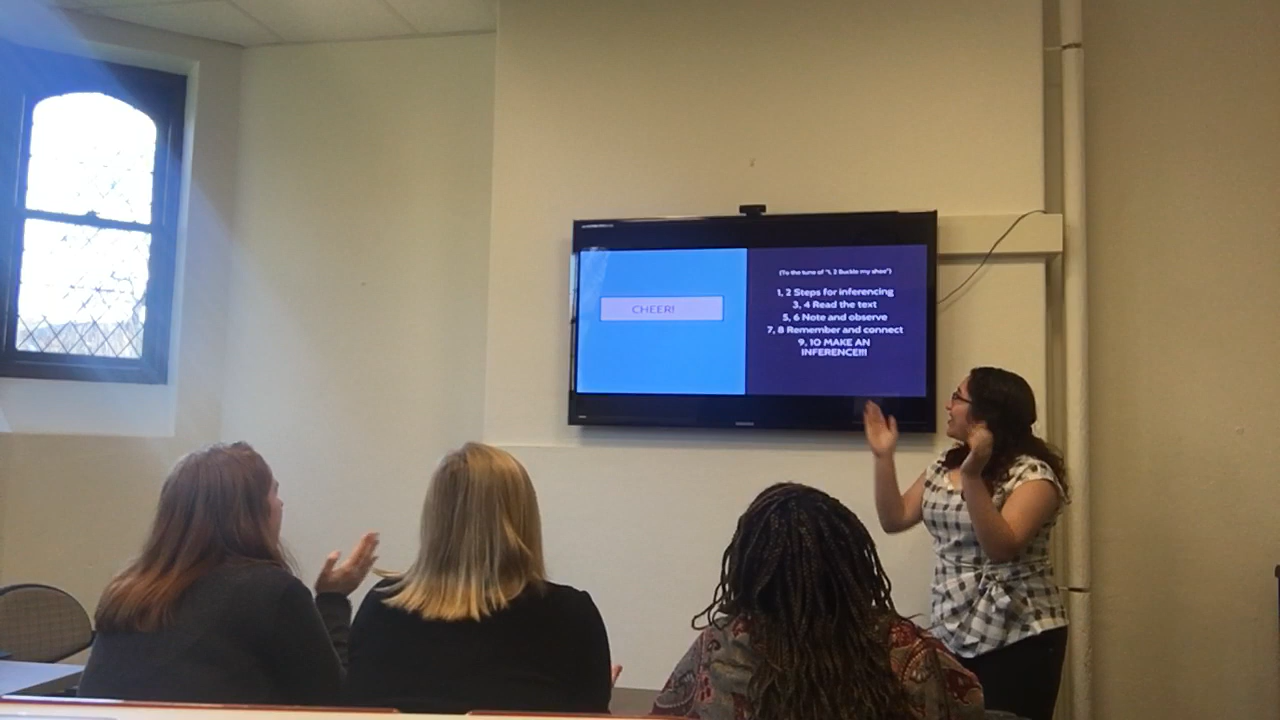 CHEER!
(To the tune of "1, 2 Buckle my shoe")
1, 2 Steps for inferencing
3, 4 Read the text
5, 6 Note and observe
7, 8 Remember and connect
9, 10 MAKE AN
INFERENCE!!!